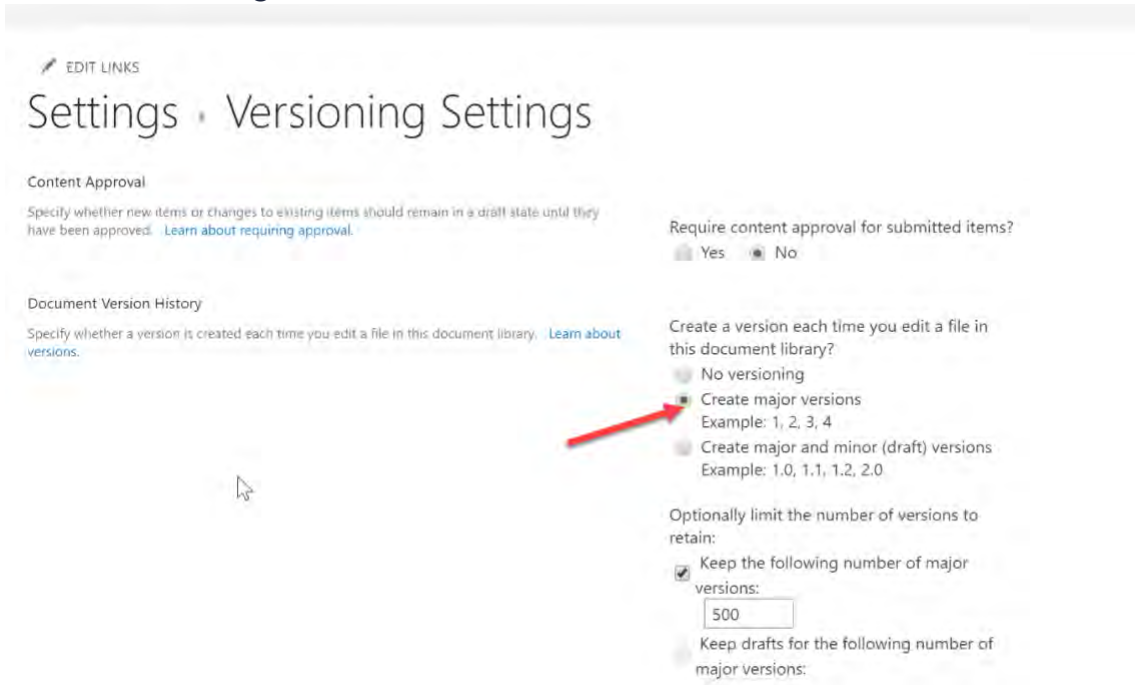 EDIT LINKS
Settings › Versioning Settings
Content Approval
Specify whether new items or changes to existing items should remain in a draft state until they
have been approved. Learn about requiring approval.
Require content approval for submitted items?
Yes No
Document Version History
Specify whether a version is created each time you edit a file in this document library. Learn about
versions.
Create a version each time you edit a file in
this document library?
No versioning
Create major versions
Example: 1, 2, 3, 4
Create major and minor (draft) versions
Example: 1.0, 1.1, 1.2, 2.0
Optionally limit the number of versions to
retain:
Keep the following number of major
versions:
500
Keep drafts for the following number of
major versions: